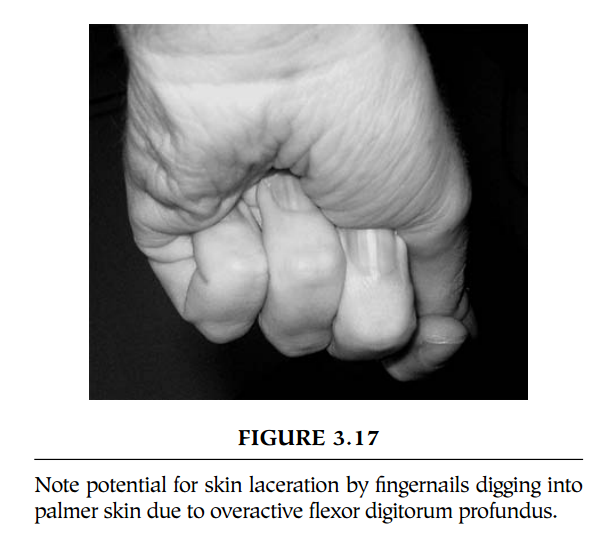 FIGURE 3.17
Note potential for skin laceration by fingernails digging into
palmer skin due to overactive flexor digitorum profundus.